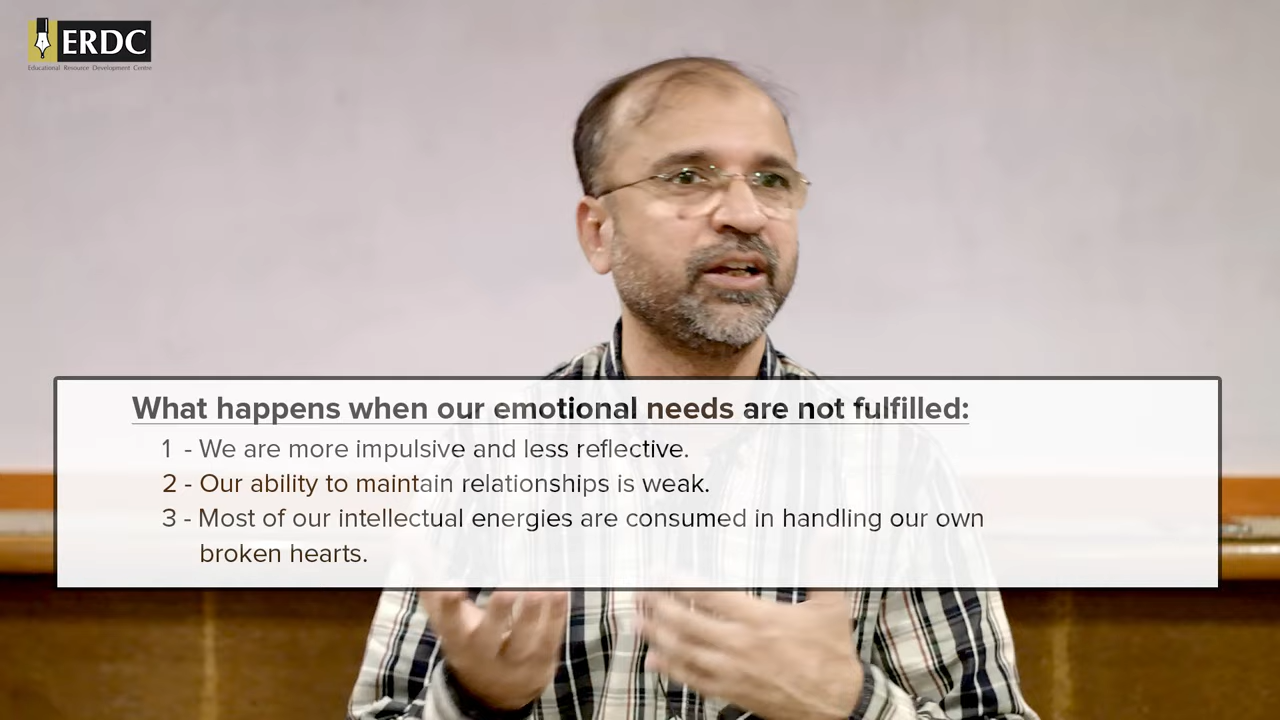 ERDC
Educational Resource Development Centre
What happens when our emotional needs are not fulfilled:
1 - We are more impulsive and less reflective.
2 - Our ability to maintain relationships is weak.
3 - Most of our intellectual energies are consumed in handling our own
broken hearts.